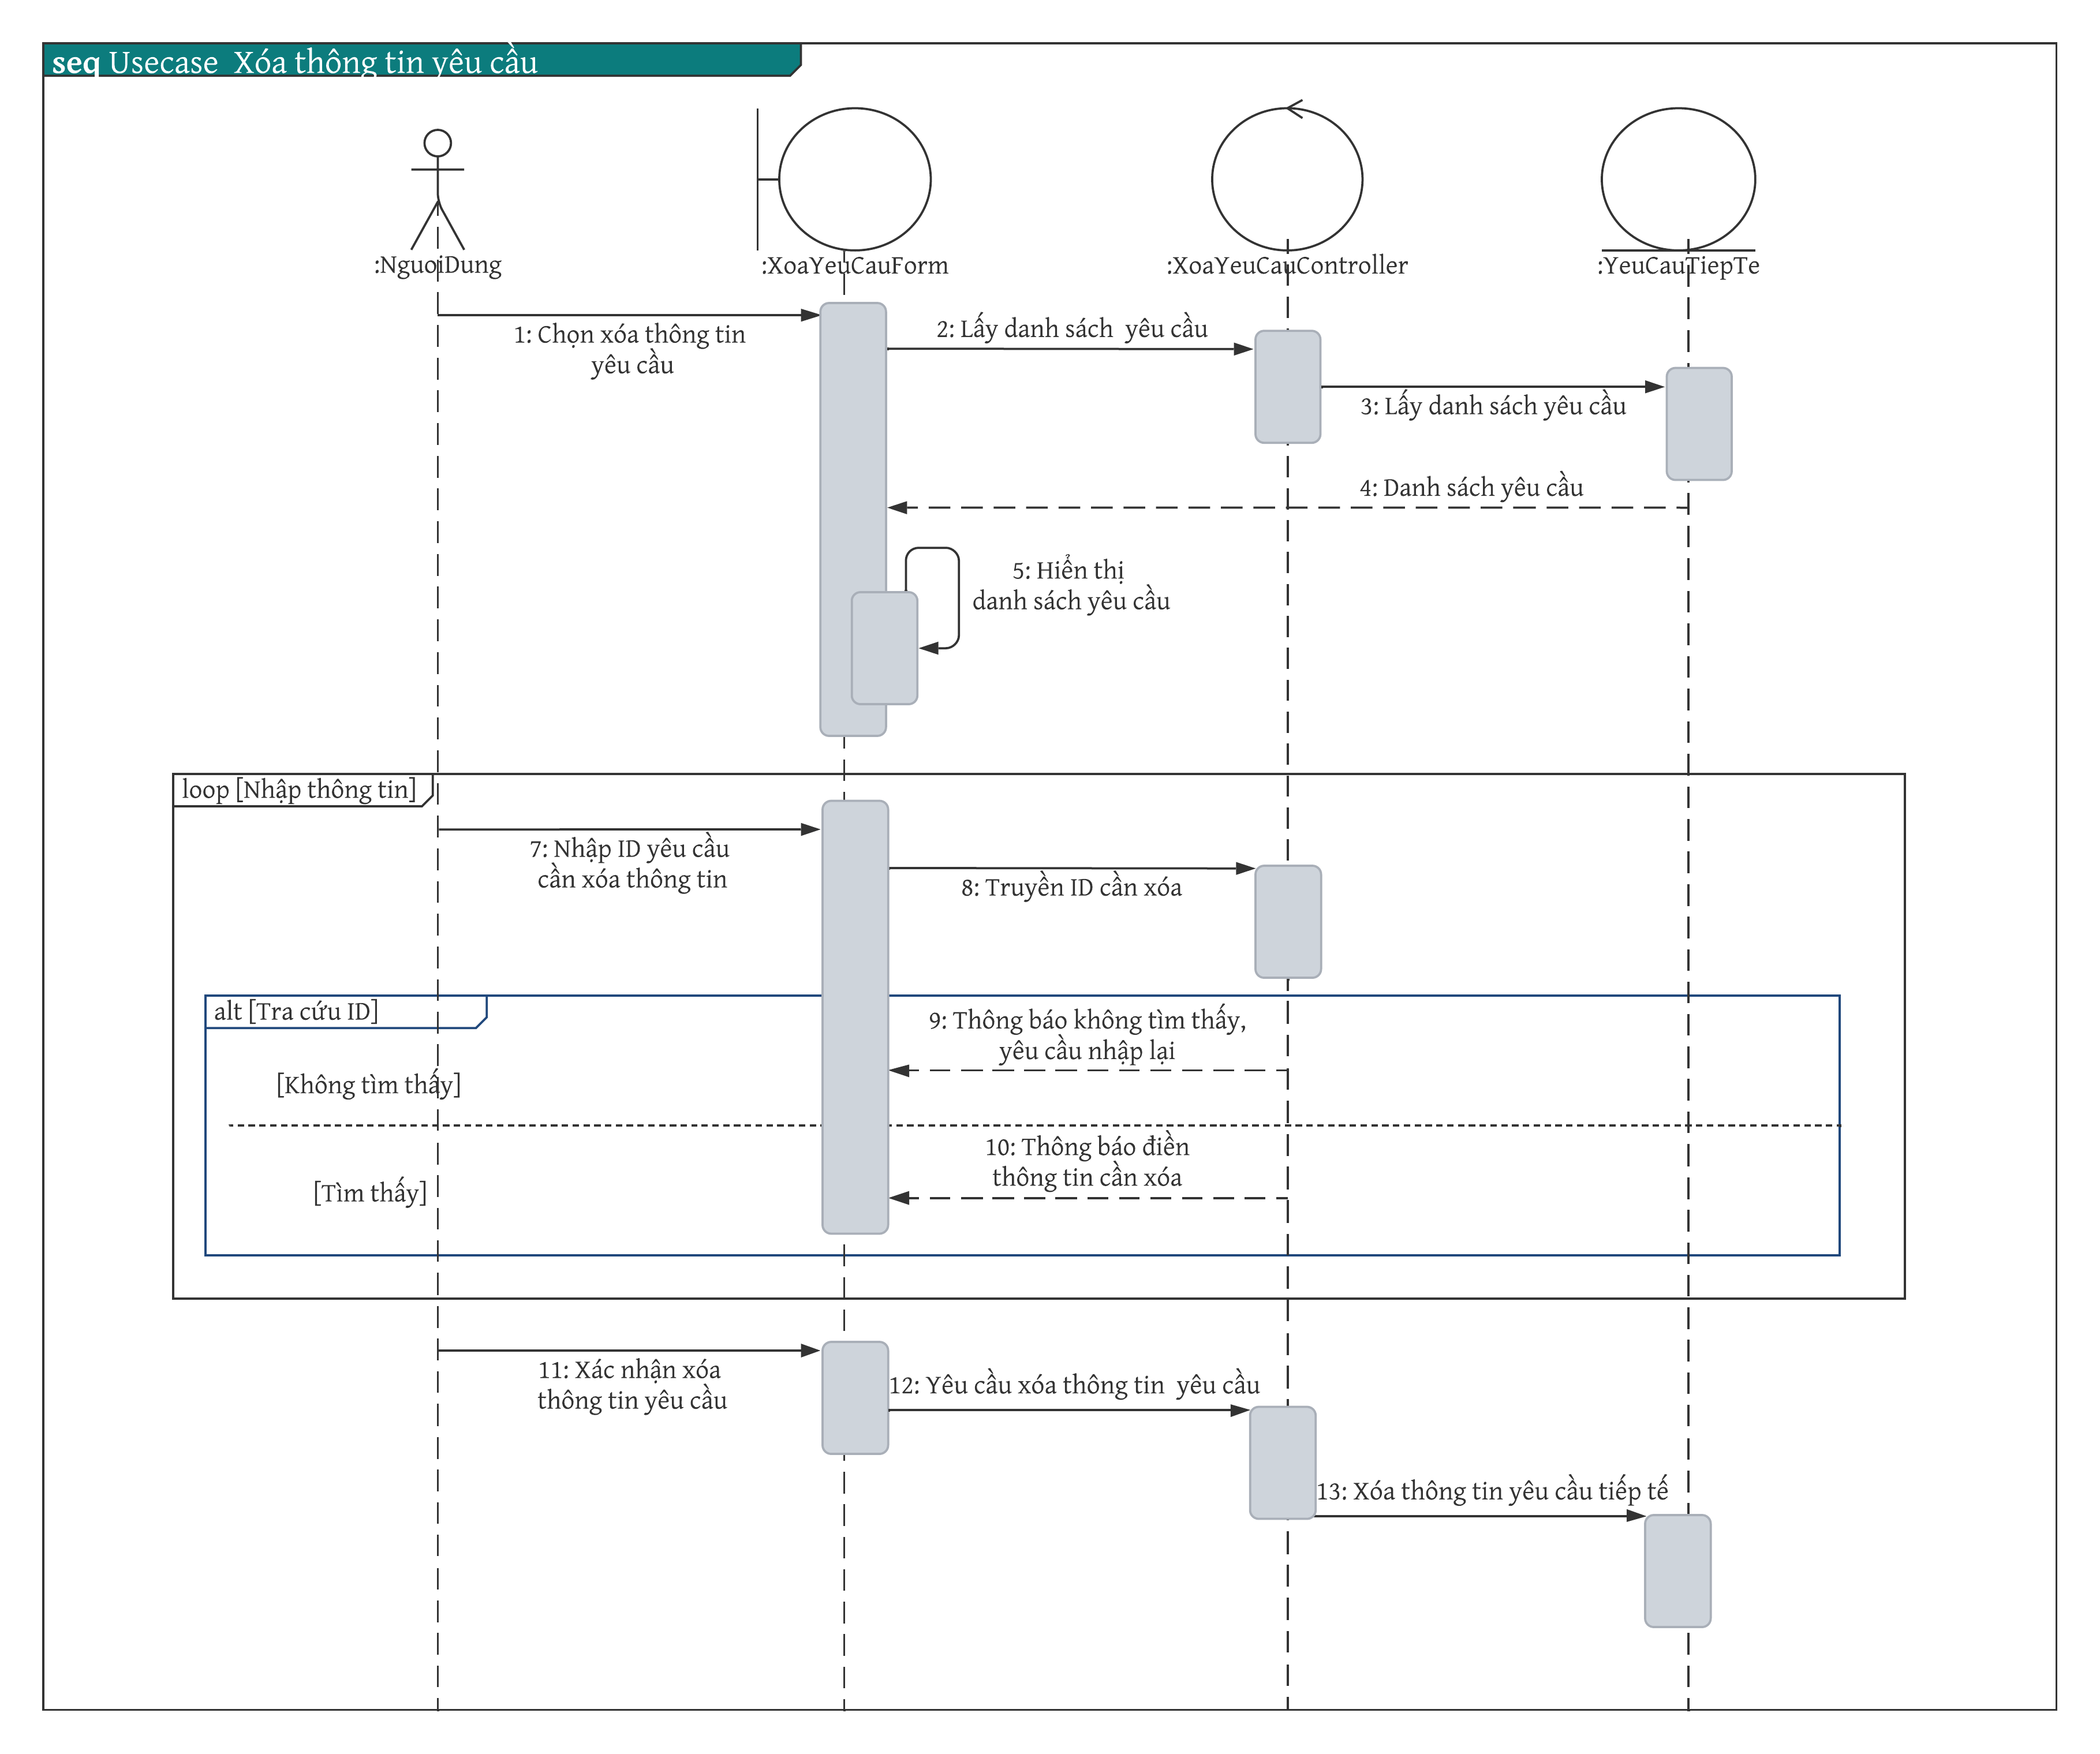 seq Usecase  Xóa thông tin yêu cầu
:NguoiDung
:XoaYeuCauForm
:XoaYeuCauController
:YeuCauTiepTe
1: Chọn xóa thông tin
yêu cầu
2: Lấy danh sách  yêu cầu
3: Lấy danh sách yêu cầu
4: Danh sách yêu cầu
5: Hiển thị
danh sách yêu cầu
loop [Nhập thông tin]
7: Nhập ID yêu cầu
cần xóa thông tin
8: Truyền ID cần xóa
alt [Tra cứu ID]
9: Thông báo không tìm thấy,
yêu cầu nhập lại
[Không tìm thấy]
10: Thông báo điền
thông tin cần xóa
[Tìm thấy]
11: Xác nhận xóa
thông tin yêu cầu
12: Yêu cầu xóa thông tin  yêu cầu
13: Xóa thông tin yêu cầu tiếp tế